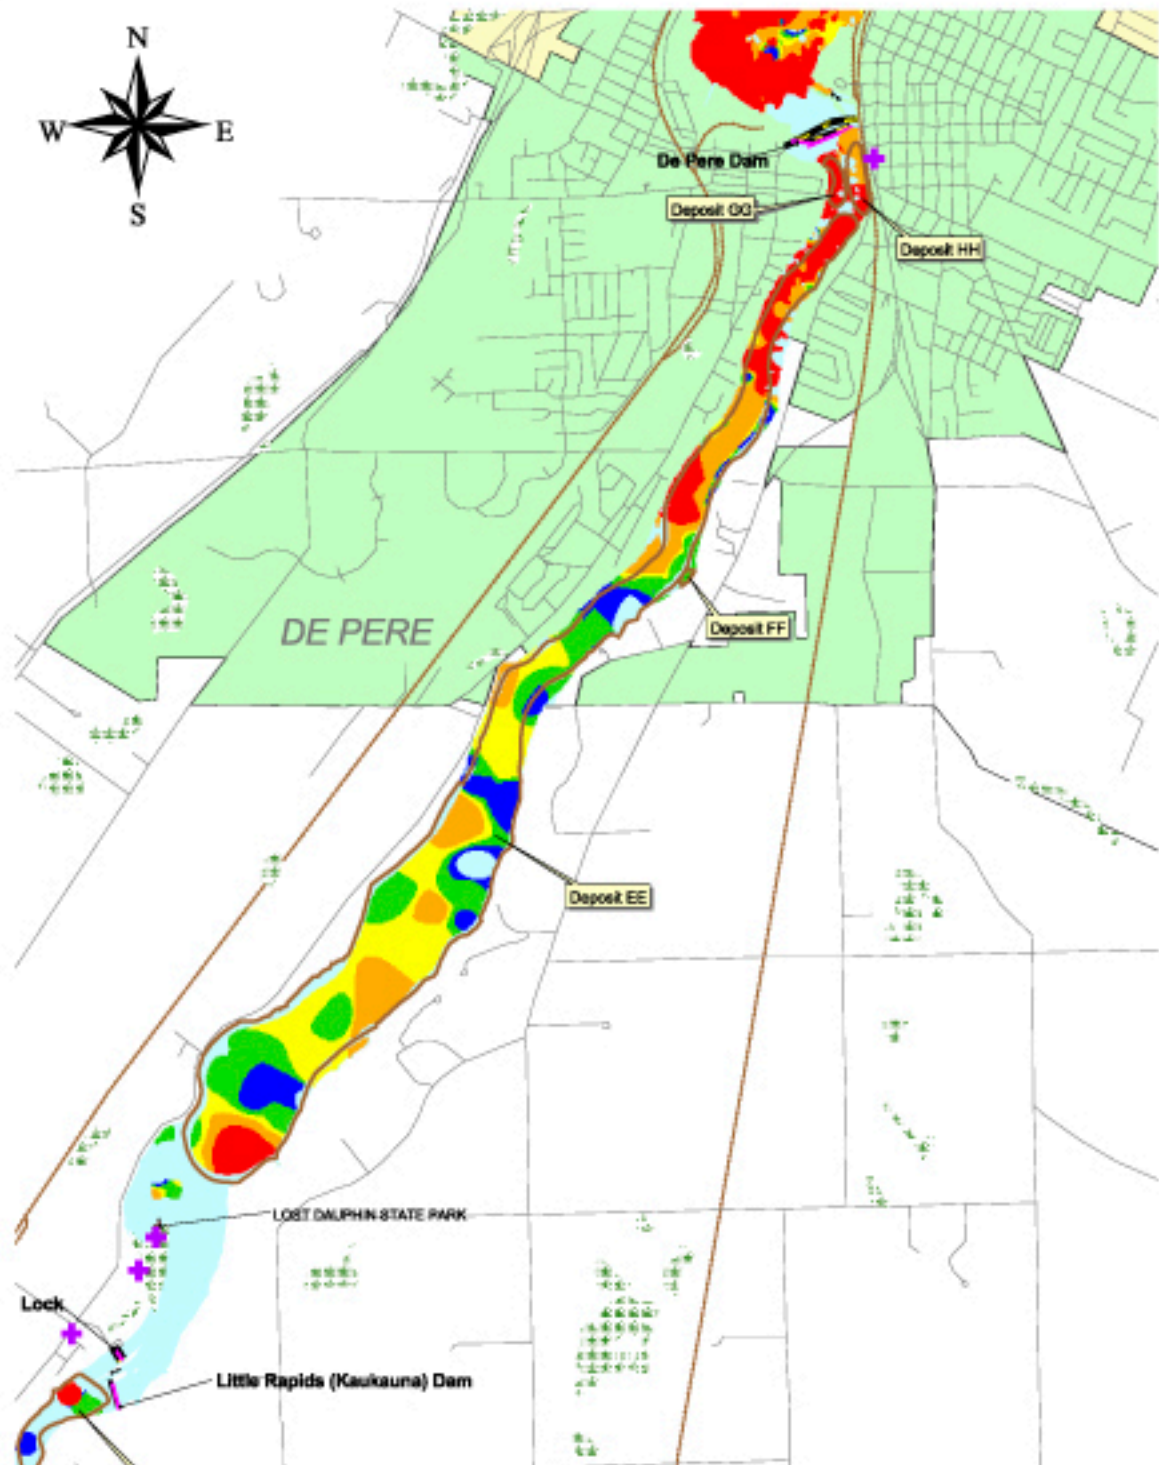 N
W E
S
De Pere Dam
Deposit GG
Deposit HH
DE PERE
Deposit FF
Deposit EE
LOST DAUPHIN STATE PARK
Lock
Little Rapids (Kaukauna) Dam